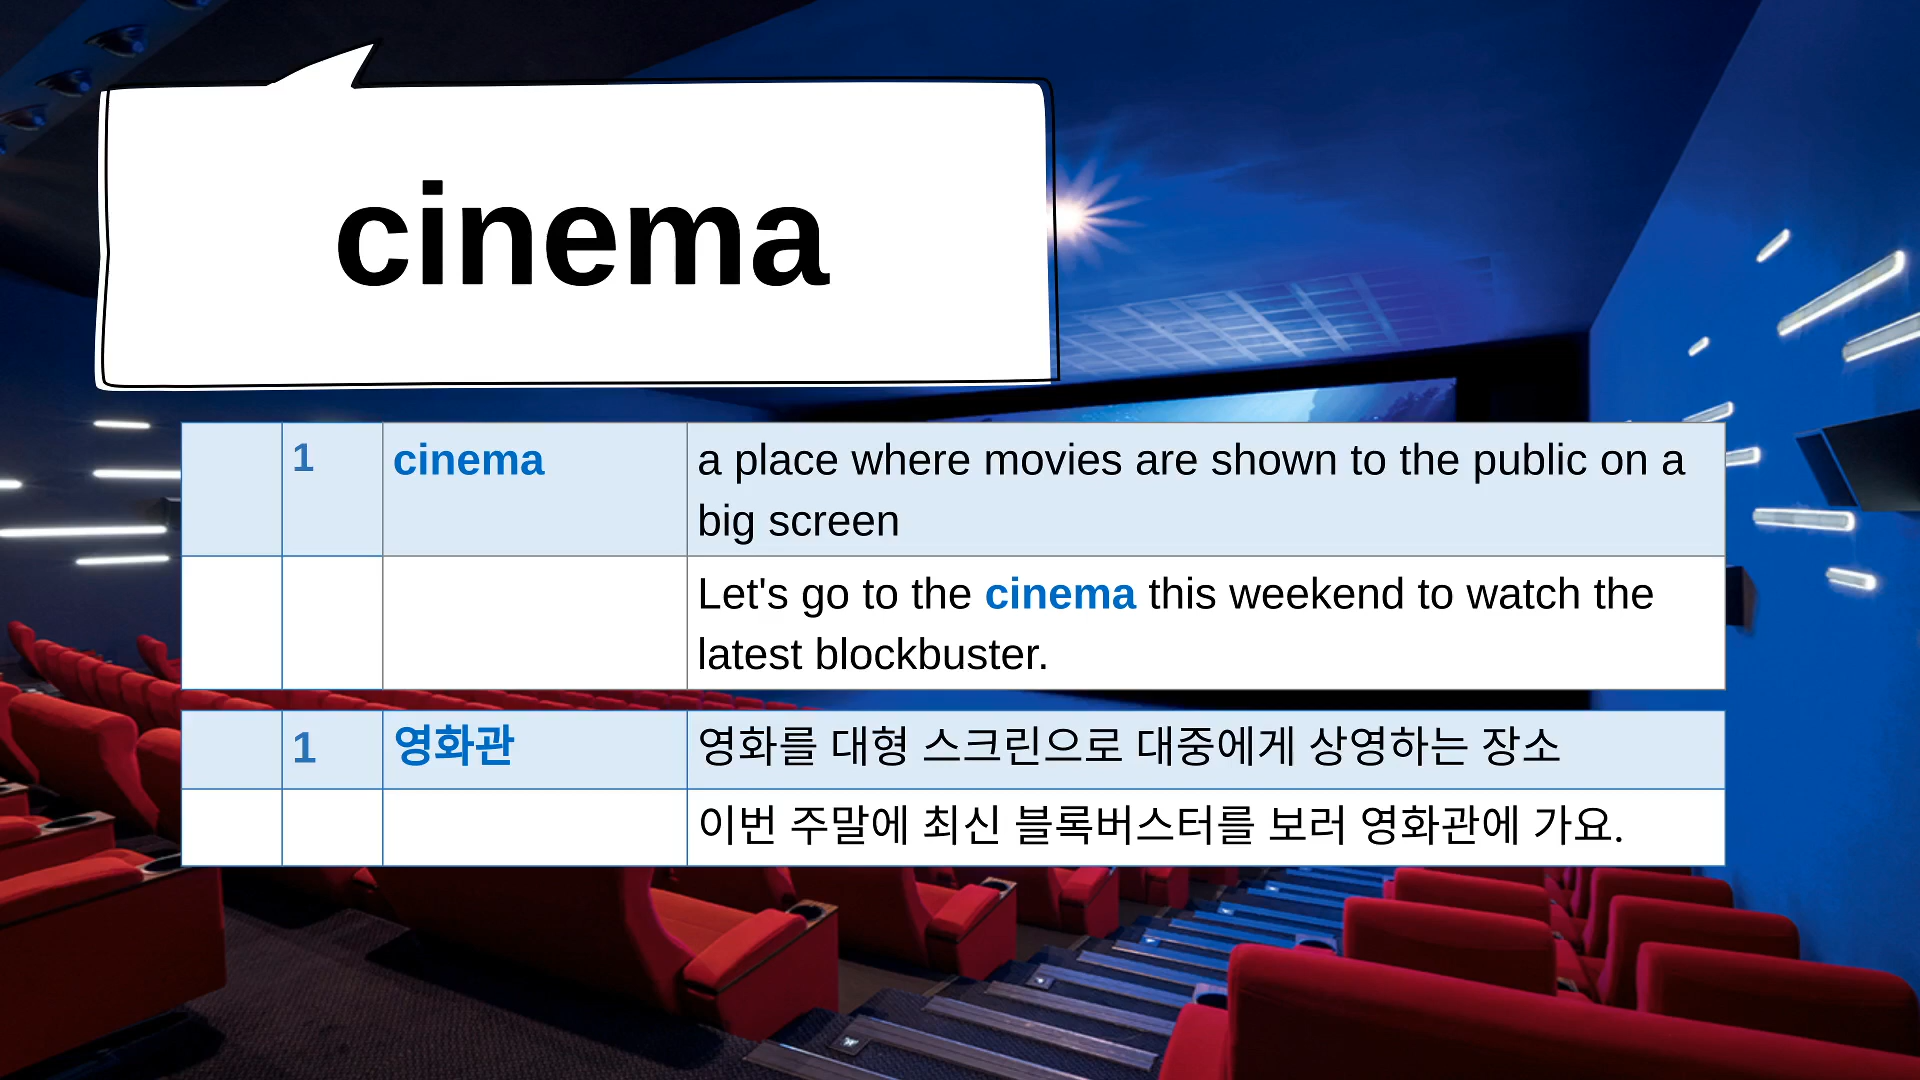 cinema
1 cinema a place where movies are shown to the public on a
big screen
Let's go to the cinema this weekend to watch the
latest blockbuster.
1 영화관 영화를 대형 스크린으로 대중에게 상영하는 장소
이번 주말에 최신 블록버스터를 보러 영화관에 가요.